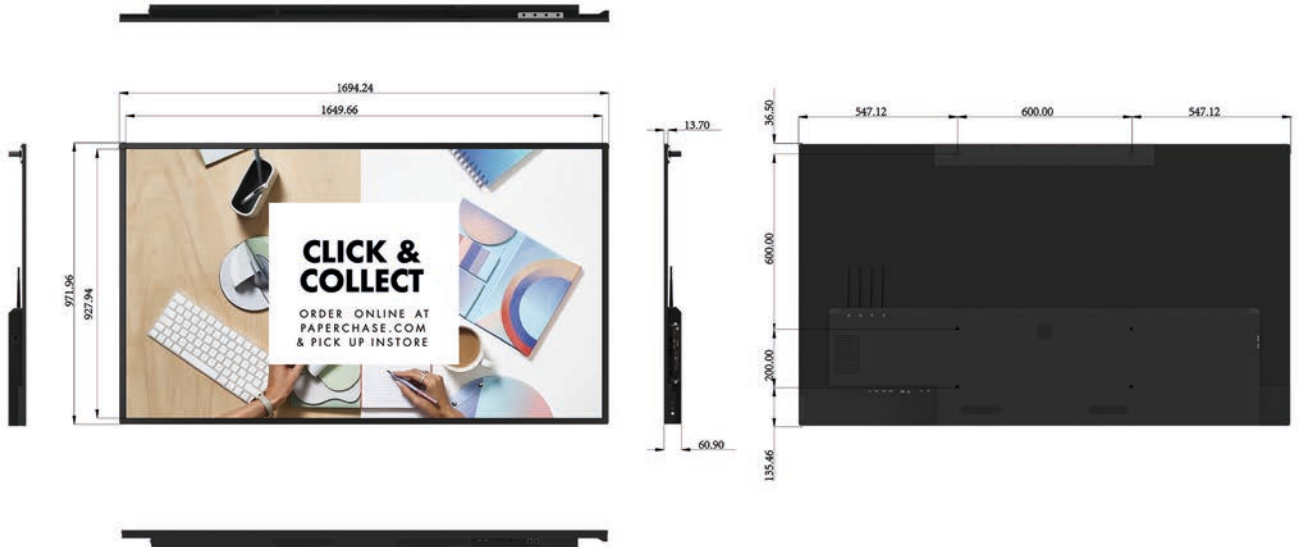 1694.24
1649.66
971.96
927.94
CLICK &
COLLECT
ORDER ONLINE AT
PAPERCHASE.COM
& PICK UP INSTORE
13.70
60.90
36.50
547.12
600.00
547.12
600.00
200.00
135.46